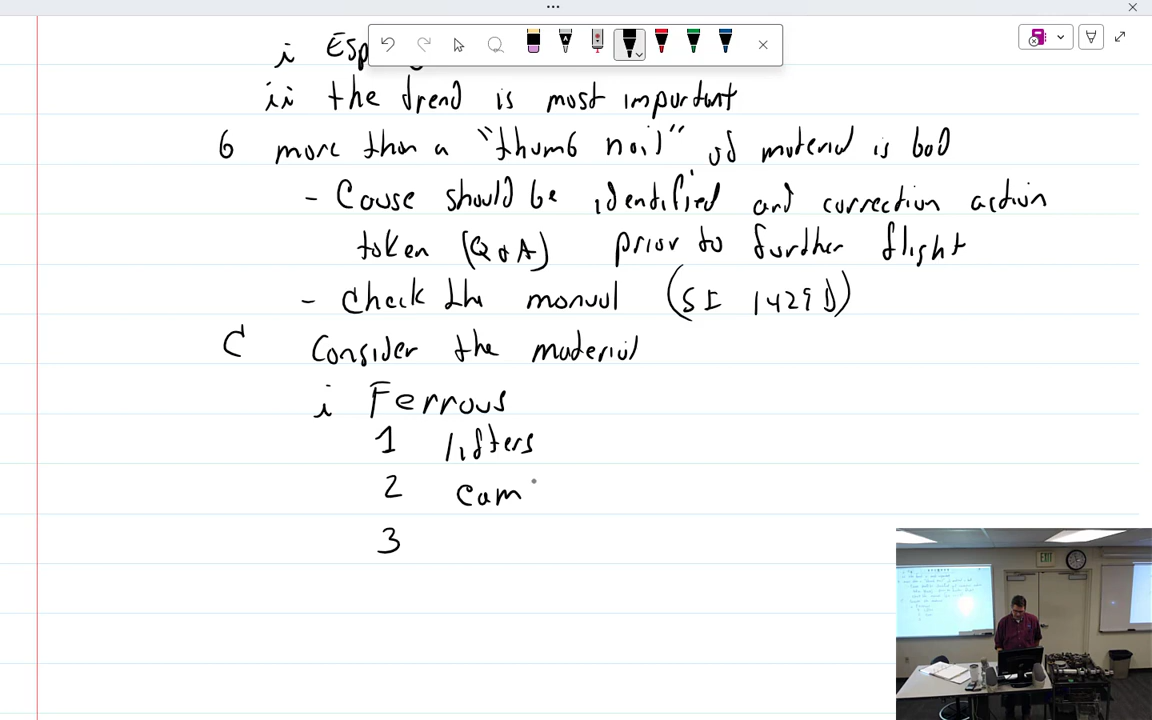 i Esp
ii the trend is most important
b more than a "thumb nail" of material is bad
- Cause should be identified and correction action
taken (Q & A) prior to further flight
- Check the manual (SI 1429 D)
C Consider the material
i Ferrous
1 lifters
2 cam
3
EXIT